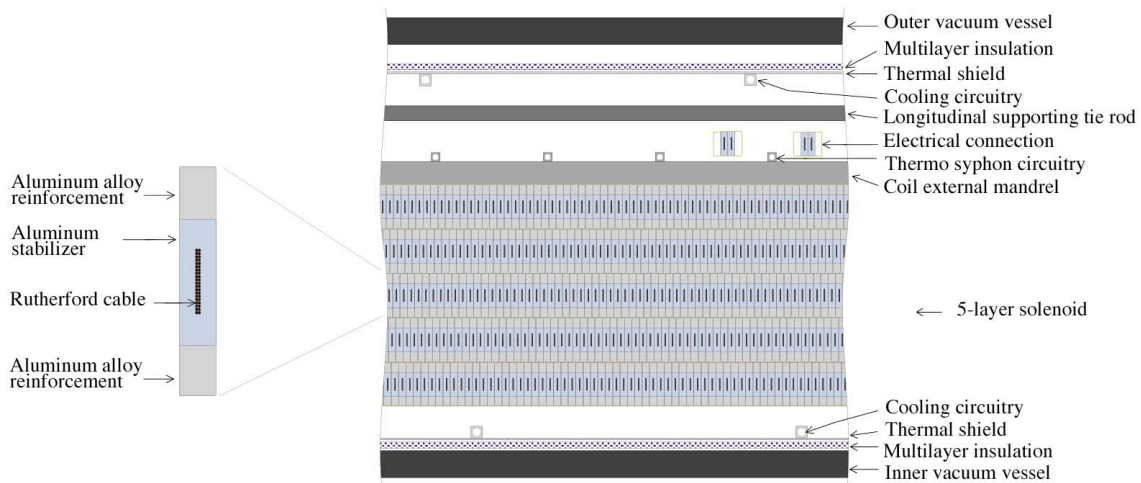 Aluminum alloy
reinforcement
Aluminum
stabilizer
Rutherford cable
Aluminum alloy
reinforcement
Outer vacuum vessel
Multilayer insulation
Thermal shield
Cooling circuitry
Longitudinal supporting tie rod
Electrical connection
Thermo syphon circuitry
Coil external mandrel
5-layer solenoid
Cooling circuitry
Thermal shield
Multilayer insulation
Inner vacuum vessel